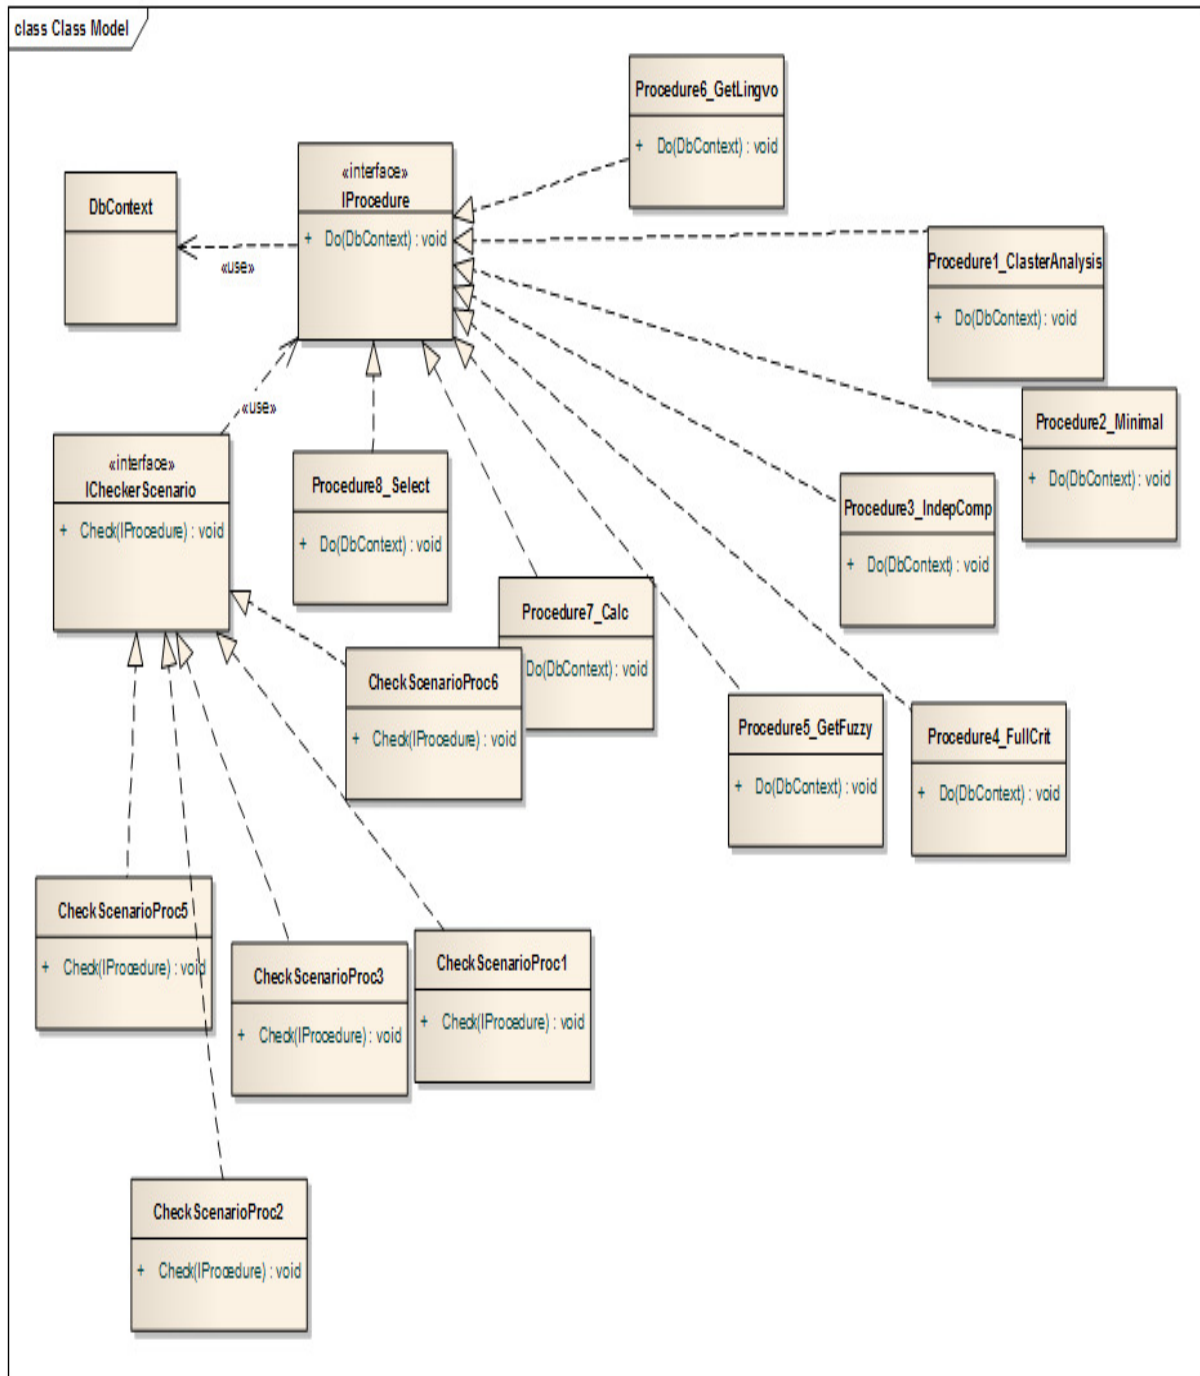 class Class Model
Procedure6_GetLingvo
+ Do(DbContext) : void
«interface»
IProcedure
+ Do(DbContext) : void
DbContext
«use»
Procedure1_ClasterAnalysis
+ Do(DbContext) : void
Procedure2_Minimal
+ Do(DbContext) : void
«use»
«interface»
ICheckerScenario
+ Check(IProcedure) : void
Procedure8_Select
+ Do(DbContext) : void
Procedure3_IndepComp
+ Do(DbContext) : void
Procedure7_Calc
Do(DbContext) : void
CheckScenarioProc6
+ Check(IProcedure) : void
Procedure5_GetFuzzy
+ Do(DbContext) : void
Procedure4_FullCrit
+ Do(DbContext) : void
CheckScenarioProc5
+ Check(IProcedure) : void
CheckScenarioProc3
+ Check(IProcedure) : void
CheckScenarioProc1
+ Check(IProcedure) : void
CheckScenarioProc2
+ Check(IProcedure) : void